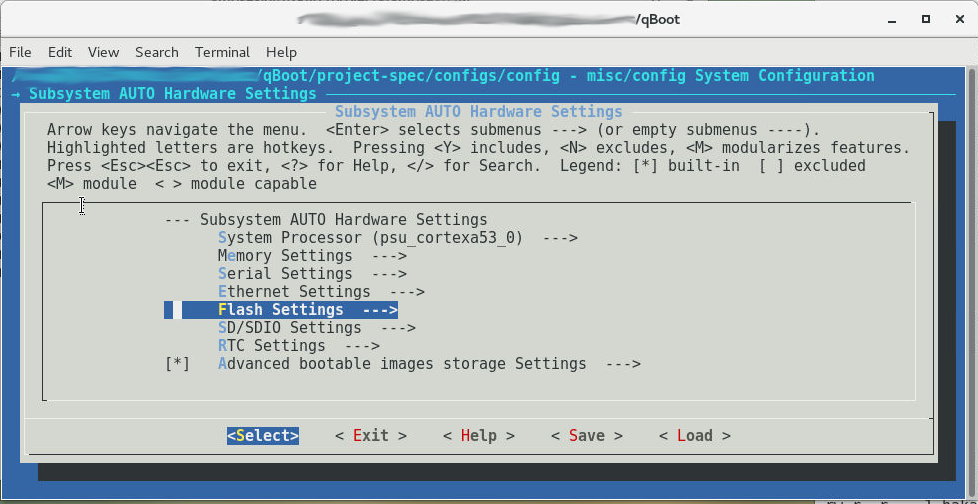 /qBoot
File Edit View Search Terminal Help
/qBoot/project-spec/configs/config - misc/config System Configuration
→ Subsystem AUTO Hardware Settings
Subsystem AUTO Hardware Settings
Arrow keys navigate the menu.  <Enter> selects submenus ---> (or empty submenus ----).
Highlighted letters are hotkeys.  Pressing <Y> includes, <N> excludes, <M> modularizes features.
Press <Esc><Esc> to exit, <?> for Help, </> for Search.  Legend: [*] built-in  [ ] excluded
<M> module  < > module capable
--- Subsystem AUTO Hardware Settings
System Processor (psu_cortexa53_0)  --->
Memory Settings  --->
Serial Settings  --->
Ethernet Settings  --->
Flash Settings  --->
SD/SDIO Settings  --->
RTC Settings  --->
[*]   Advanced bootable images storage Settings  --->
<Select>    < Exit >    < Help >    < Save >    < Load >